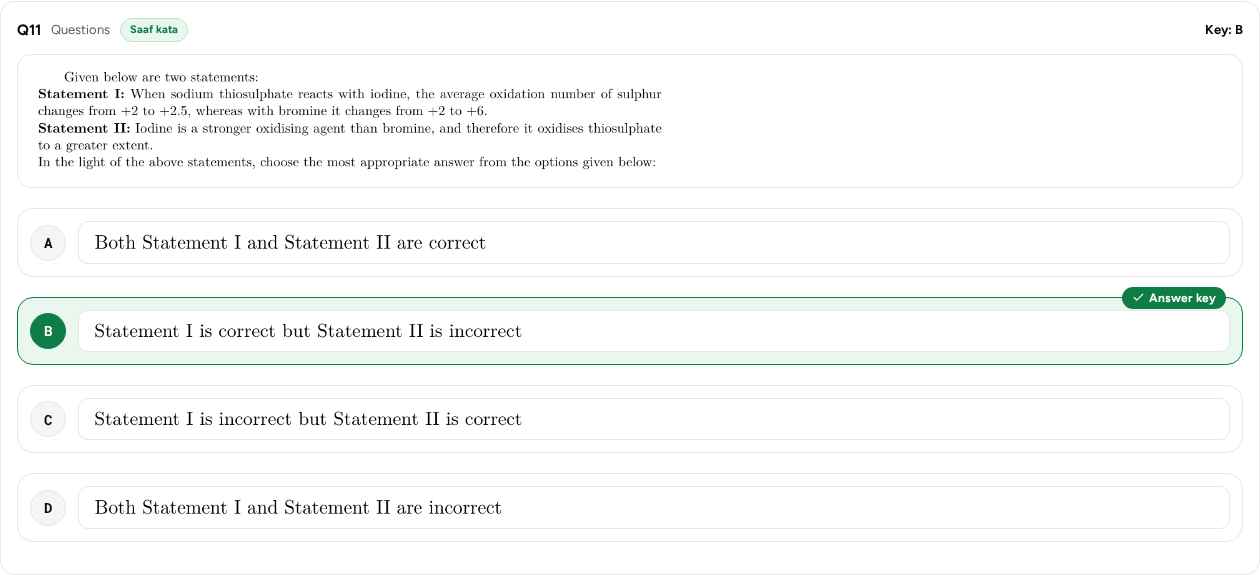 Q11 Questions Saaf kata Key: B
Given below are two statements:
Statement I: When sodium thiosulphate reacts with iodine, the average oxidation number of sulphur
changes from +2 to +2.5, whereas with bromine it changes from +2 to +6.
Statement II: Iodine is a stronger oxidising agent than bromine, and therefore it oxidises thiosulphate
to a greater extent.
In the light of the above statements, choose the most appropriate answer from the options given below:
A Both Statement I and Statement II are correct
✓ Answer key
B Statement I is correct but Statement II is incorrect
C Statement I is incorrect but Statement II is correct
D Both Statement I and Statement II are incorrect